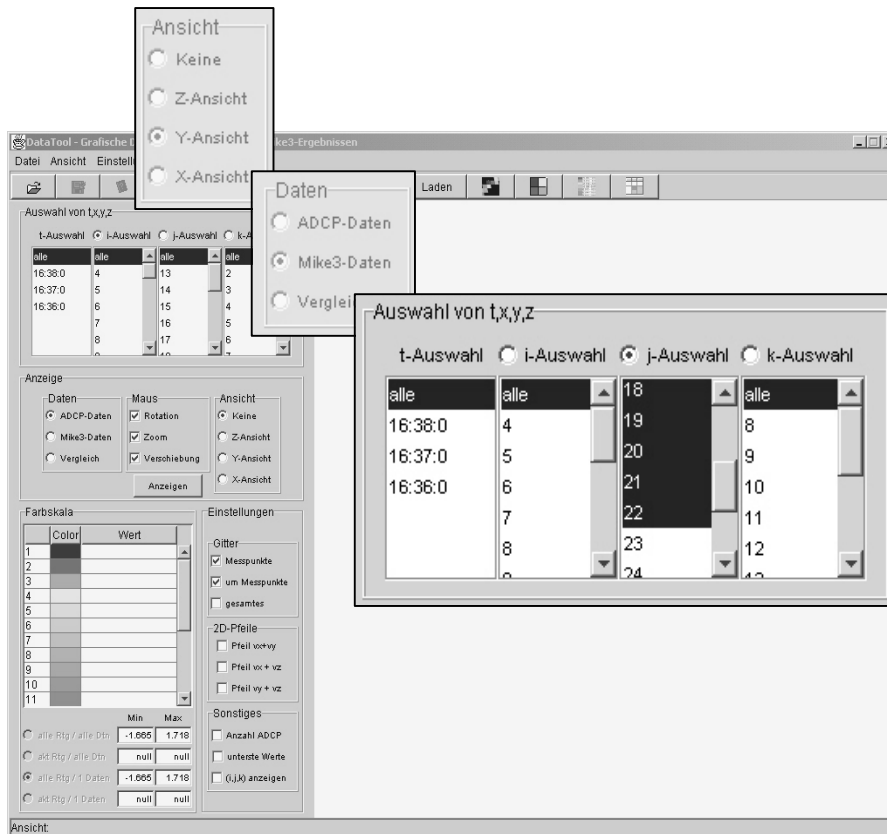 Ansicht
Keine
Z-Ansicht
Y-Ansicht
X-Ansicht
DataTool - Grafische ike3-Ergebnissen
Datei Ansicht
Laden
Daten
ADCP-Daten
Mike3-Daten
Auswahl von t,x,y,z
t-Auswahl i-Auswahl j-Auswahl
alle alle alle
16:38:0 4 13 2
16:37:0 5 14 3
16:36:0 6 15 4
7 16 5
8 17 6
Auswahl von t,x,y,z
t-Auswahl i-Auswahl j-Auswahl k-Auswahl
alle alle 18 alle
16:38:0 4 19 8
16:37:0 5 20 9
16:36:0 6 21 10
7 22 11
8 23 12
24
Anzeige
Daten Maus Ansicht
ADCP-Daten Rotation Keine
Mike3-Daten Zoom Z-Ansicht
Vergleich Verschiebung Y-Ansicht
Anzeigen X-Ansicht
Farbskala
Color Wert
1
2
3
4
5
6
7
8
9
10
11
Min Max
alle Rtg / alle Dtn -1.665 1.718
akt Rtg / alle Dtn null null
alle Rtg / 1 Daten -1.665 1.718
akt Rtg / 1 Daten null null
Einstellungen
Gitter
Messpunkte
um Messpunkte
gesamtes
2D-Pfeile
Pfeil vx+vy
Pfeil vx + vz
Pfeil vy + vz
Sonstiges
Anzahl ADCP
unterste Werte
(i,j,k) anzeigen
Ansicht: